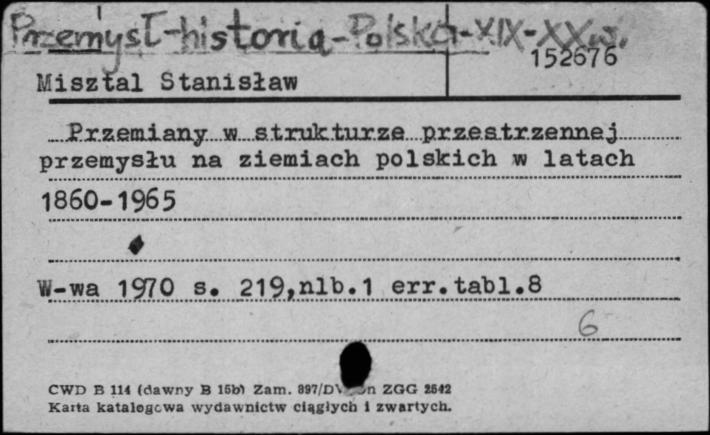 Przemysł-historia-Polska-XIX-XX w.
152676
Misztal Stanisław
Przemiany w strukturze przestrzennej
przemysłu na ziemiach polskich w latach
1860-1965
W-wa 1970 s. 219,nlb.1 err.tabl.8
6
CWD B 114 (dawny B 15b) Zam. 897/D ZGG 2542
Karta katalogowa wydawnictw ciągłych i zwartych.